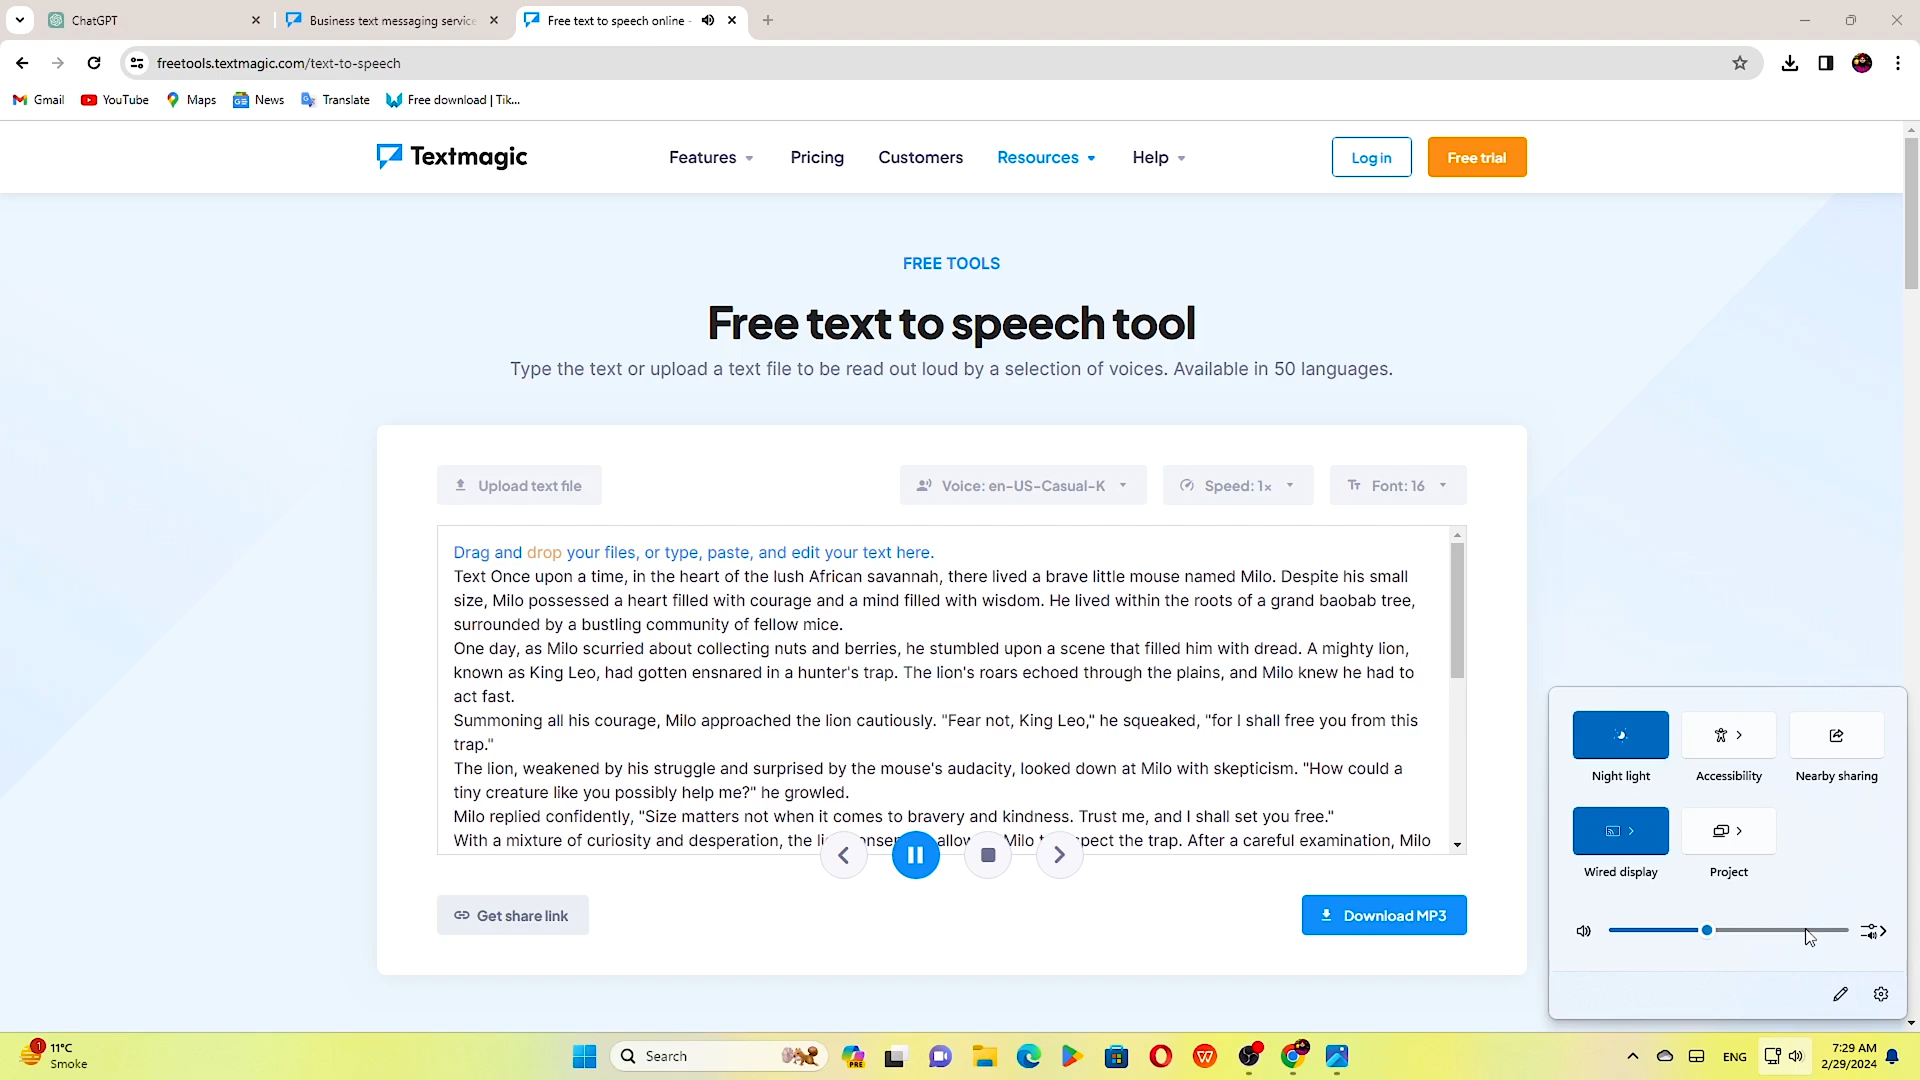 ChatGPT
Business text messaging service
Free text to speech online -
freetools.textmagic.com/text-to-speech
Gmail
YouTube
Maps
News
Translate
Free download | Tik...
Textmagic
Features
Pricing
Customers
Resources
Help
Log in
Free trial
FREE TOOLS
Free text to speech tool
Type the text or upload a text file to be read out loud by a selection of voices. Available in 50 languages.
Upload text file
Voice: en-US-Casual-K
Speed: 1x
Font: 16
Drag and drop your files, or type, paste, and edit your text here.
Text Once upon a time, in the heart of the lush African savannah, there lived a brave little mouse named Milo. Despite his small
size, Milo possessed a heart filled with courage and a mind filled with wisdom. He lived within the roots of a grand baobab tree,
surrounded by a bustling community of fellow mice.
One day, as Milo scurried about collecting nuts and berries, he stumbled upon a scene that filled him with dread. A mighty lion,
known as King Leo, had gotten ensnared in a hunter's trap. The lion's roars echoed through the plains, and Milo knew he had to
act fast.
Summoning all his courage, Milo approached the lion cautiously. "Fear not, King Leo," he squeaked, "for I shall free you from this
trap."
The lion, weakened by his struggle and surprised by the mouse's audacity, looked down at Milo with skepticism. "How could a
tiny creature like you possibly help me?" he growled.
Milo replied confidently, "Size matters not when it comes to bravery and kindness. Trust me, and I shall set you free."
With a mixture of curiosity and desperation, the Milo the trap. After a careful examination, Milo
Get share link
Download MP3
Night light
Accessibility
Nearby sharing
Wired display
Project
1
11°C
Smoke
Search
PRE
ENG
7:29 AM
2/29/2024